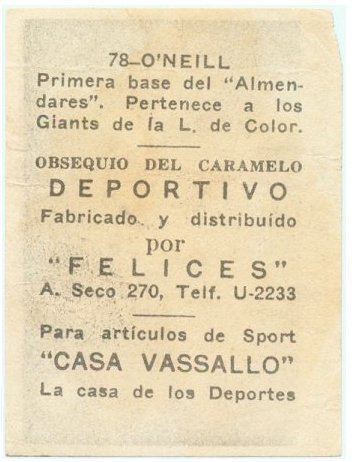 78-O'NEILL
Primera base del "Almen-
dares". Pertenece a los
Giants de la L. de Color.
OBSEQUIO DEL CARAMELO
DEPORTIVO
Fabricado y distribuído
por
"FELICES"
A. Seco 270, Telf. U-2233
Para artículos de Sport
"CASA VASSALLO"
La casa de los Deportes